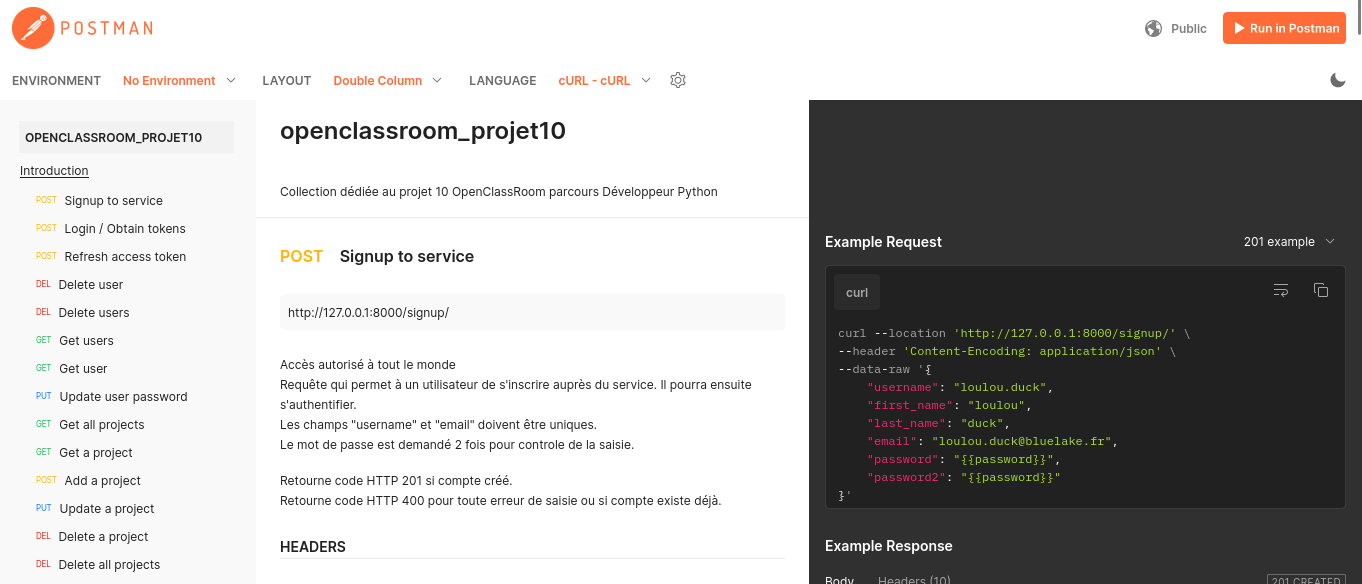 POSTMAN
Public
Run in Postman
ENVIRONMENT No Environment LAYOUT Double Column LANGUAGE cURL - cURL
OPENCLASSROOM_PROJET10
Introduction
POST Signup to service
POST Login / Obtain tokens
POST Refresh access token
DEL Delete user
DEL Delete users
GET Get users
GET Get user
PUT Update user password
GET Get all projects
GET Get a project
POST Add a project
PUT Update a project
DEL Delete a project
DEL Delete all projects
openclassroom_projet10
Collection dédiée au projet 10 OpenClassRoom parcours Développeur Python
POST Signup to service
http://127.0.0.1:8000/signup/
Accès autorisé à tout le monde
Requête qui permet à un utilisateur de s'inscrire auprès du service. Il pourra ensuite
s'authentifier.
Les champs "username" et "email" doivent être uniques.
Le mot de passe est demandé 2 fois pour controle de la saisie.
Retourne code HTTP 201 si compte créé.
Retourne code HTTP 400 pour toute erreur de saisie ou si compte existe déjà.
HEADERS
Example Request
201 example
curl
curl --location 'http://127.0.0.1:8000/signup/' \
--header 'Content-Encoding: application/json' \
--data-raw '{
"username": "loulou.duck",
"first_name": "loulou",
"last_name": "duck",
"email": "loulou.duck@bluelake.fr",
"password": "{{password}}",
"password2": "{{password}}"
}'
Example Response
Body Headers (10)
201 CREATED